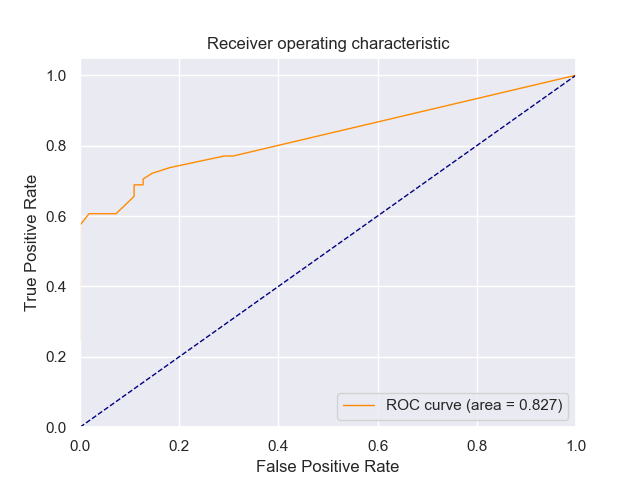 Receiver operating characteristic
1.0
0.8
0.6
0.4
0.2
0.0
True Positive Rate
ROC curve (area = 0.827)
0.0 0.2 0.4 0.6 0.8 1.0
False Positive Rate